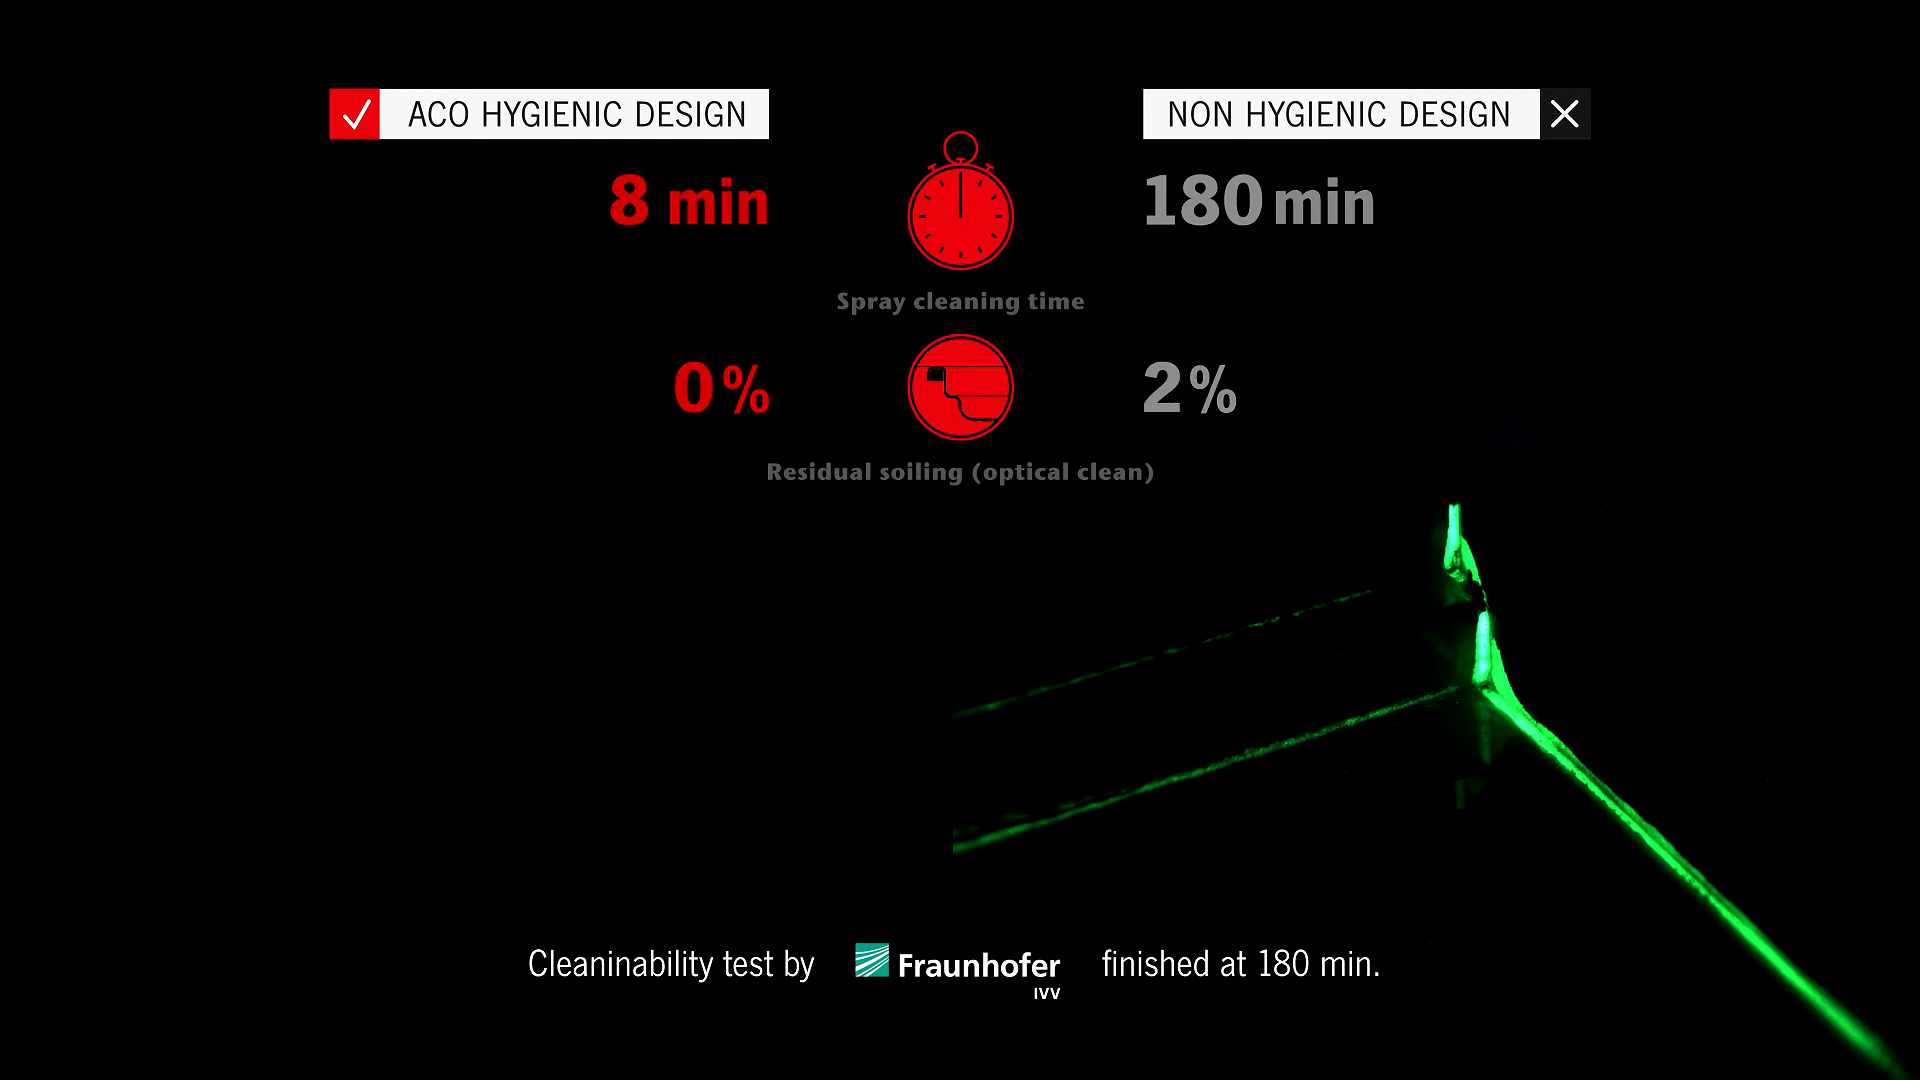 ACO HYGIENIC DESIGN
NON HYGIENIC DESIGN
8 min
180 min
Spray cleaning time
0%
2%
Residual soiling (optical clean)
Cleaninability test by Fraunhofer IVV finished at 180 min.